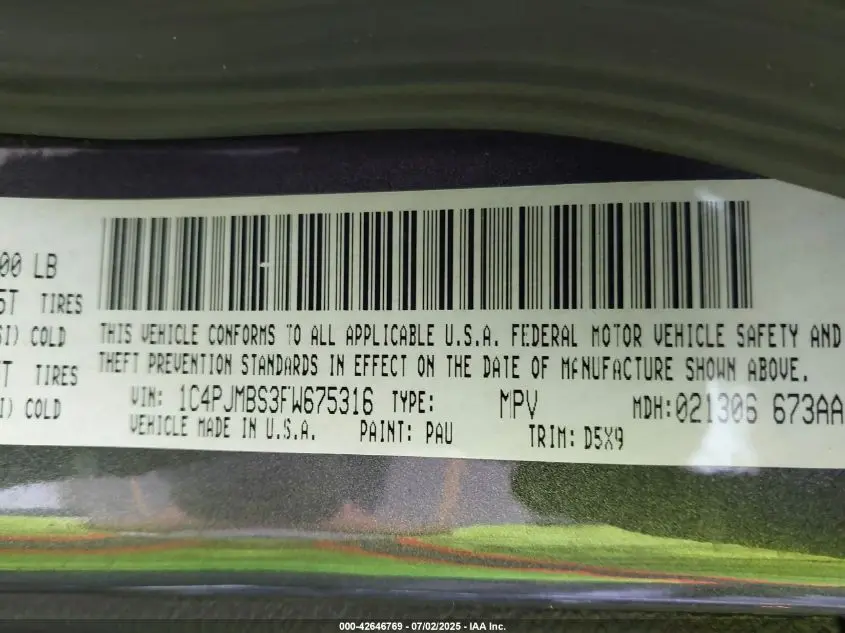 00 LB
5T TIRES
SI) COLD
T TIRES
I) COLD
THIS VEHICLE CONFORMS TO ALL APPLICABLE U.S.A. FEDERAL MOTOR VEHICLE SAFETY AND
THEFT PREVENTION STANDARDS IN EFFECT ON THE DATE OF MANUFACTURE SHOWN ABOVE.
VIN: 1C4PJMBS3FW675316 TYPE: MPV MDH:021306 673AA
VEHICLE MADE IN U.S.A. PAINT: PAU TRIM: D5X9
000-42646769 - 07/02/2025 - IAA Inc.